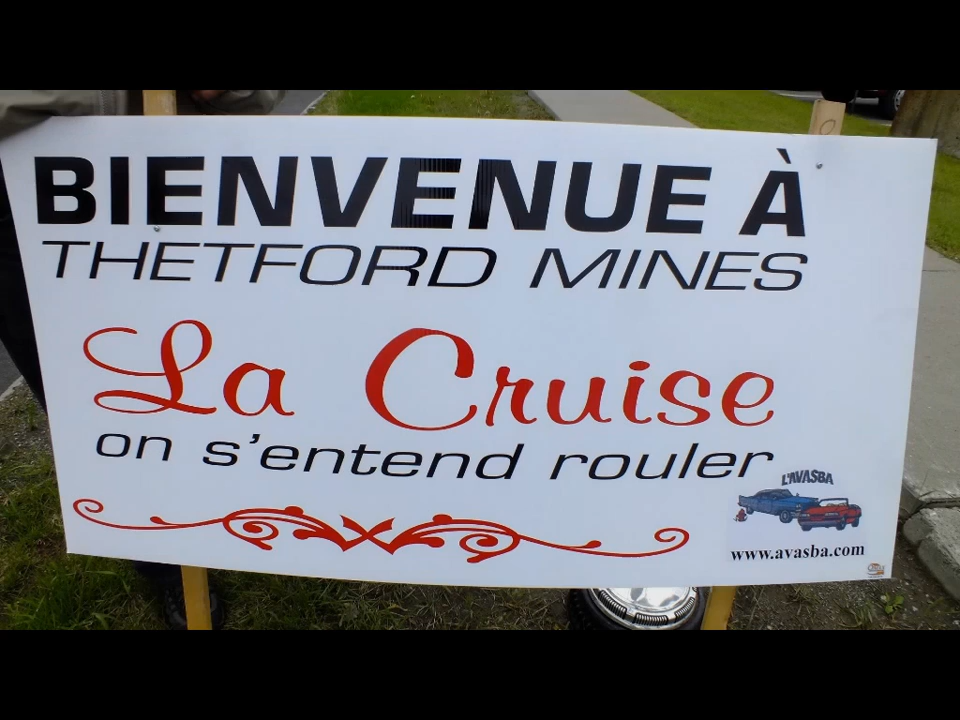 BIENVENUE À
THETFORD MINES
La Cruise
on s'entend rouler
L'AVASBA
www.avasba.com